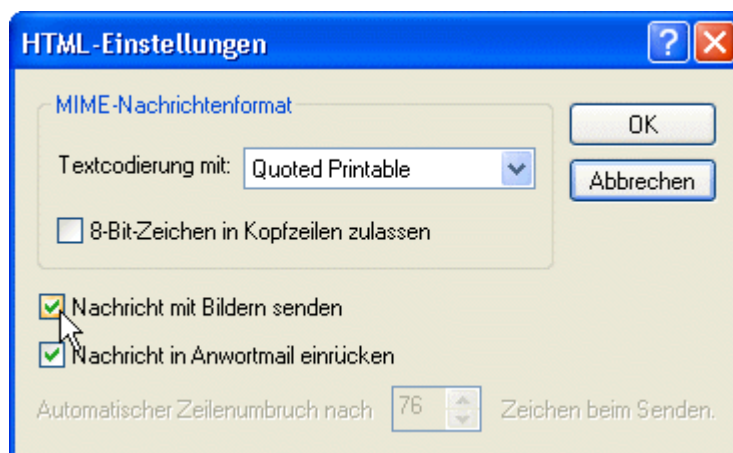 HTML-Einstellungen
MIME-Nachrichtenformat
OK
Textcodierung mit: Quoted Printable
Abbrechen
8-Bit-Zeichen in Kopfzeilen zulassen
Nachricht mit Bildern senden
Nachricht in Anwortmail einrücken
Automatischer Zeilenumbruch nach 76 Zeichen beim Senden.